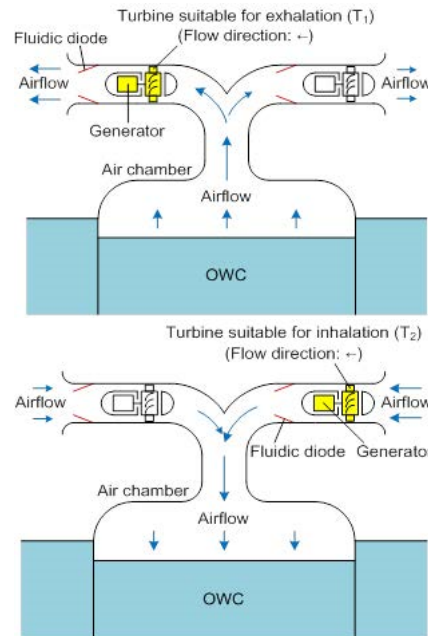 Turbine suitable for exhalation (T₁)
(Flow direction: ←)
Fluidic diode
Airflow
Airflow
Generator
Air chamber
Airflow
OWC
Turbine suitable for inhalation (T₂)
(Flow direction: ←)
Airflow
Airflow
Fluidic diode
Generator
Air chamber
Airflow
OWC